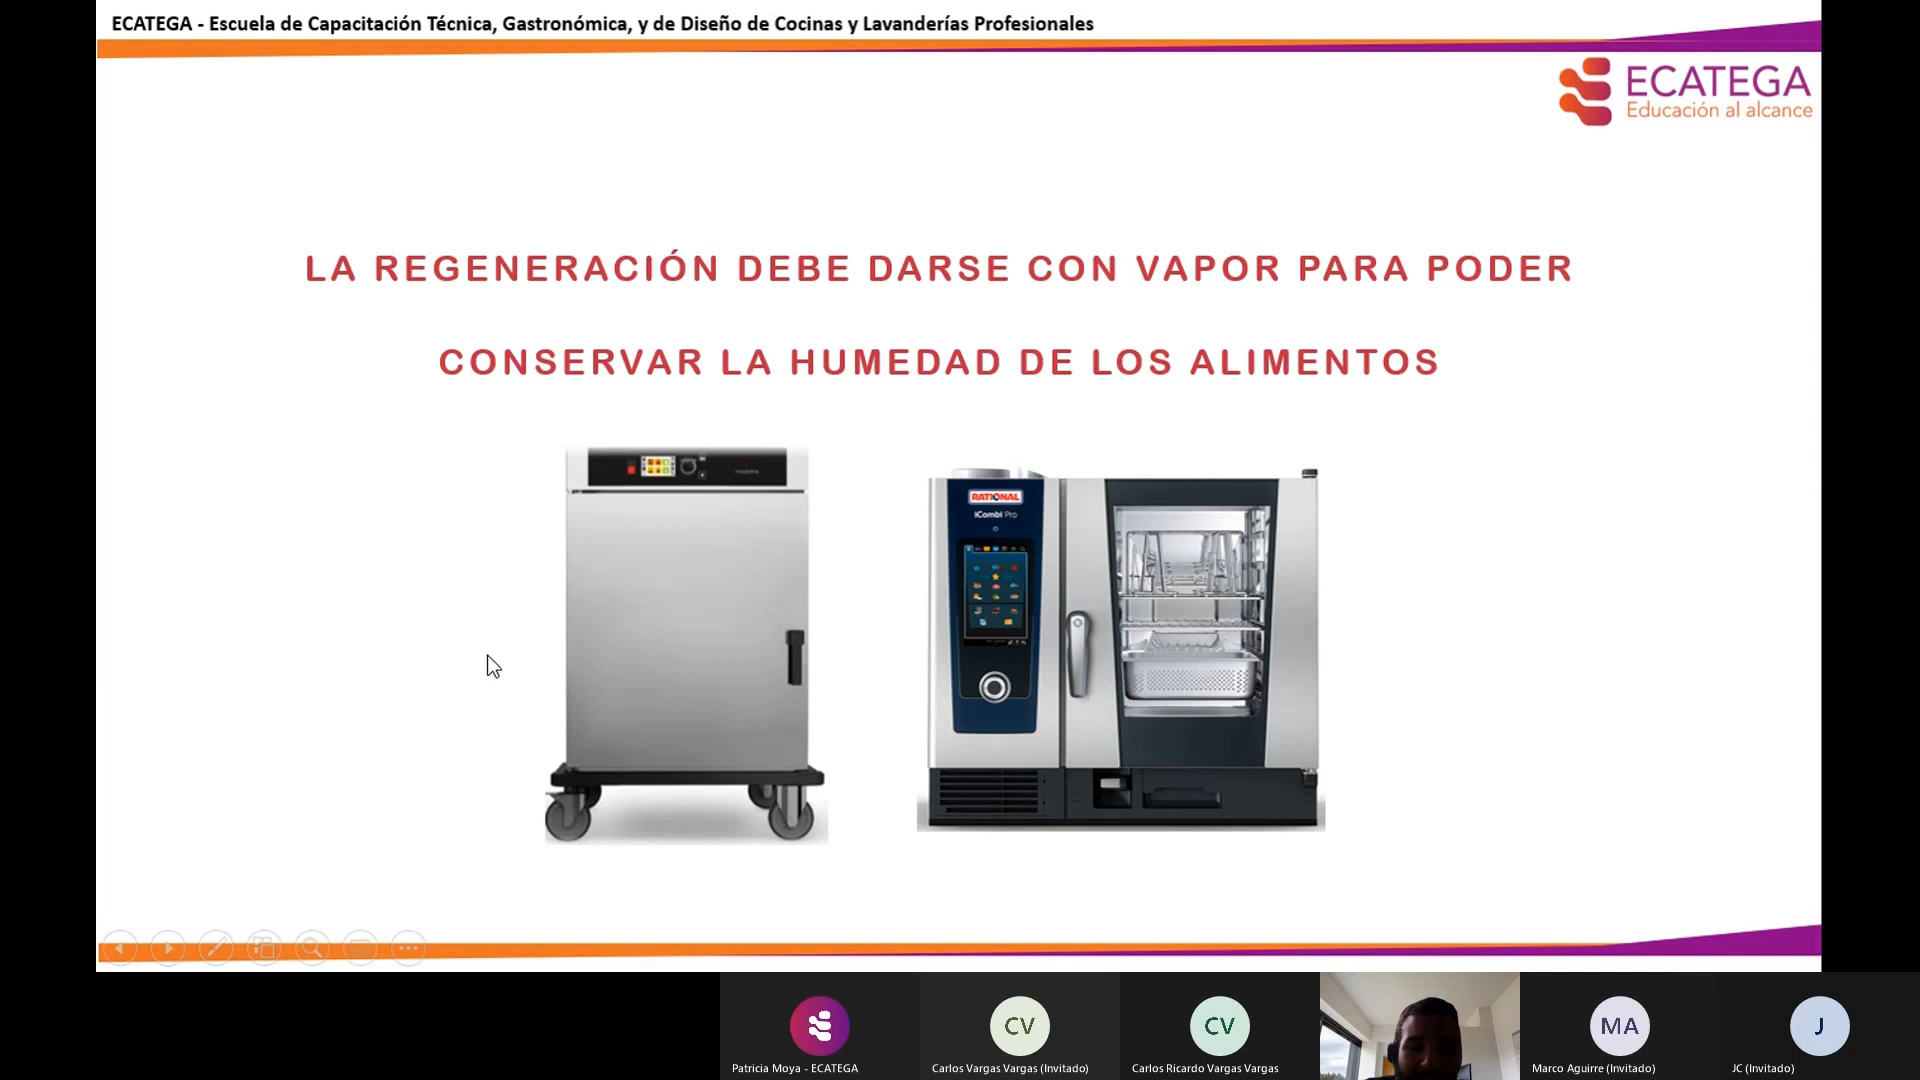 ECATEGA - Escuela de Capacitación Técnica, Gastronómica, y de Diseño de Cocinas y Lavanderías Profesionales
ECATEGA
Educación al alcance
LA REGENERACIÓN DEBE DARSE CON VAPOR PARA PODER
CONSERVAR LA HUMEDAD DE LOS ALIMENTOS
RATIONAL
iCombi Pro
CV
CV
MA
J
Patricia Moya - ECATEGA
Carlos Vargas Vargas (Invitado)
Carlos Ricardo Vargas Vargas
Marco Aguirre (Invitado)
JC (Invitado)